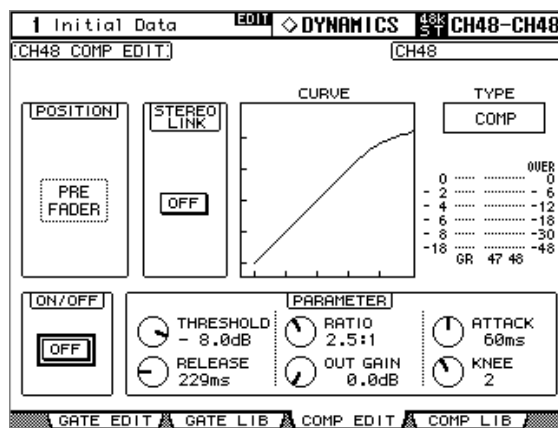 1 Initial Data EDIT ◇DYNAMICS 48k ST CH48-CH48
CH48 COMP EDIT CH48
POSITION
PRE
FADER
STEREO
LINK
OFF
CURVE
TYPE
COMP
OVER
0 0
- 2 - 6
- 4 -12
- 6 -18
- 8 -30
-18 -48
GR 47 48
ON/OFF
OFF
PARAMETER
THRESHOLD
- 8.0dB
RATIO
2.5:1
ATTACK
60ms
RELEASE
229ms
OUT GAIN
0.0dB
KNEE
2
GATE EDIT GATE LIB COMP EDIT COMP LIB